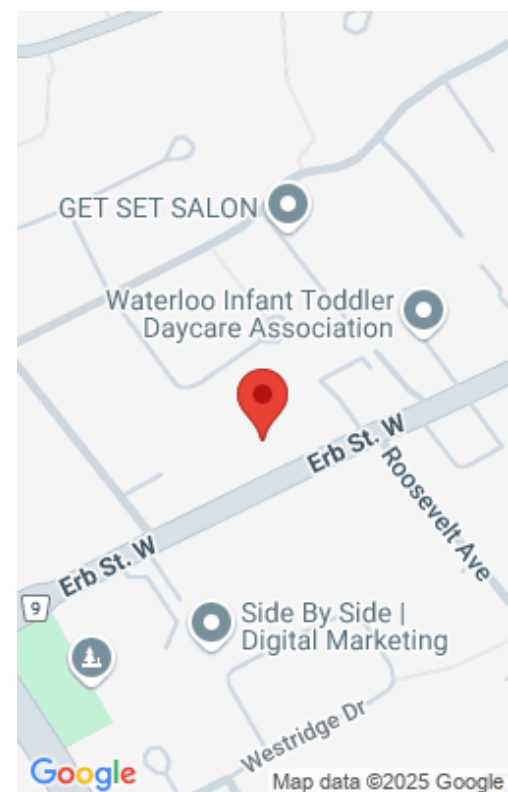 GET SET SALON
Waterloo Infant Toddler
Daycare Association
Erb St. W
Roosevelt Ave
Erb St. W
9
Side By Side |
Digital Marketing
Westridge Dr
Google
Map data ©2025 Google